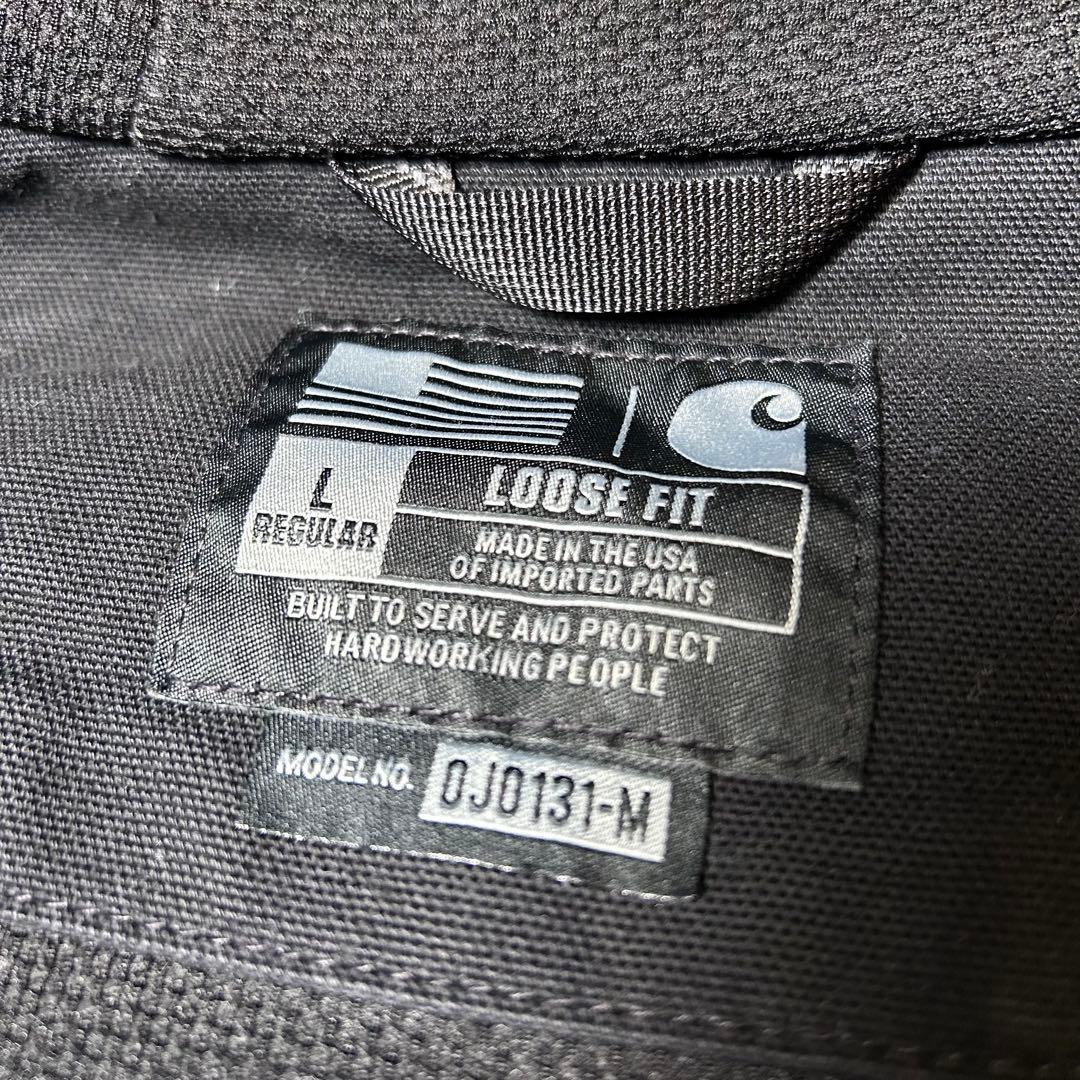 L
REGULAR
LOOSE FIT
MADE IN THE USA
OF IMPORTED PARTS
BUILT TO SERVE AND PROTECT
HARDWORKING PEOPLE
MODEL NO. OJ0131-M